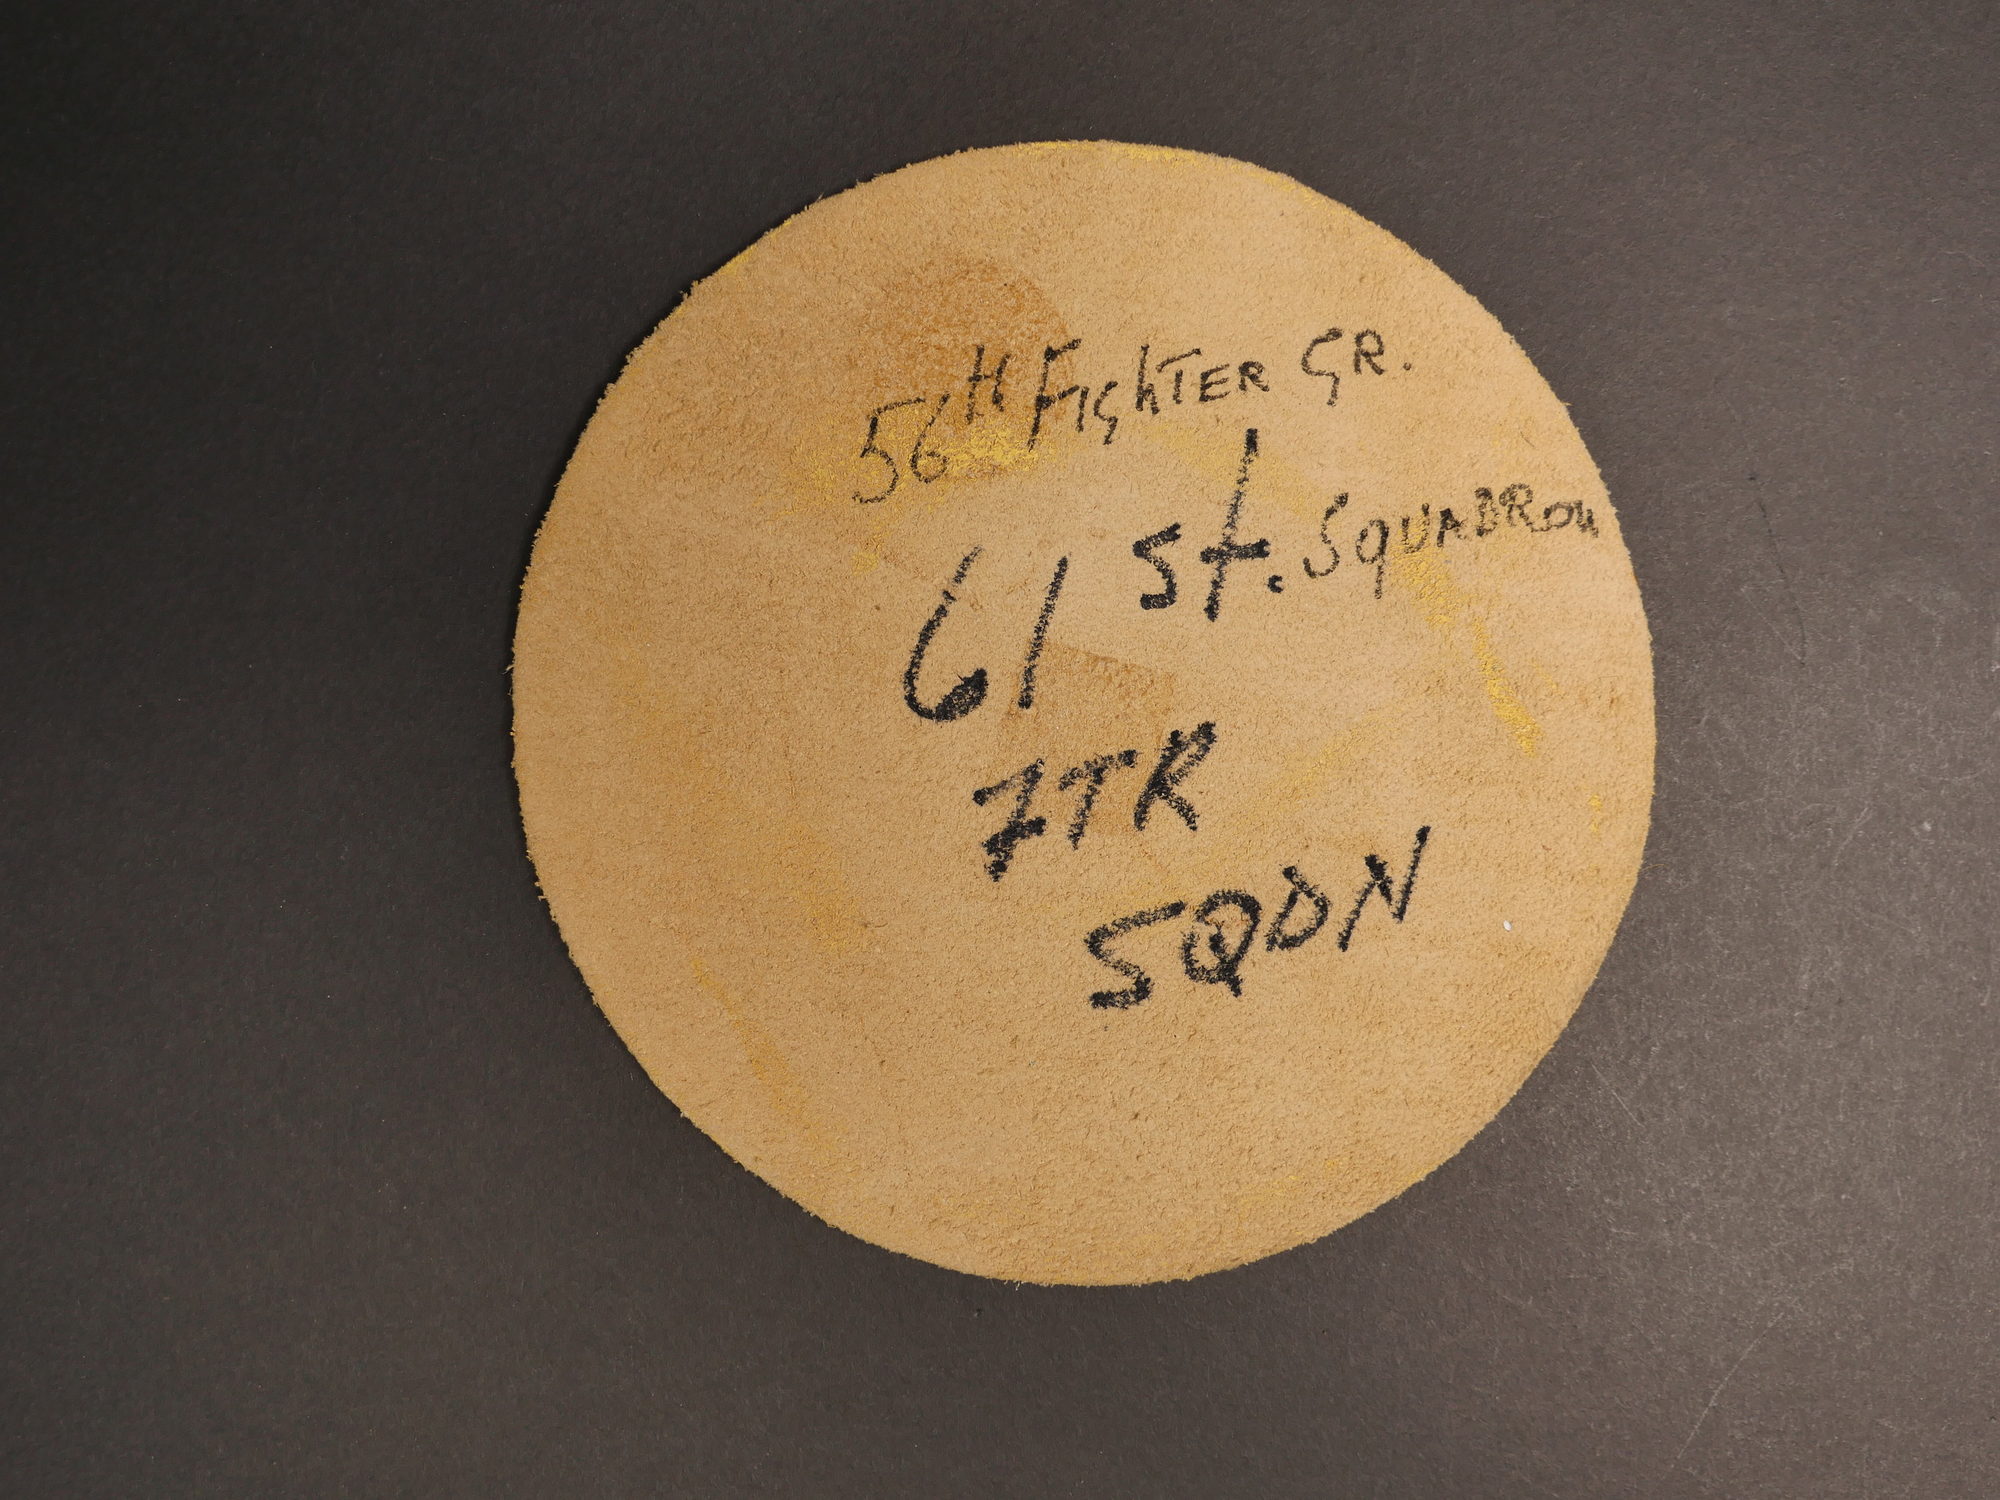 56TH FIGhTER GR.
61 st. SQUADRON
FTR
SQDN